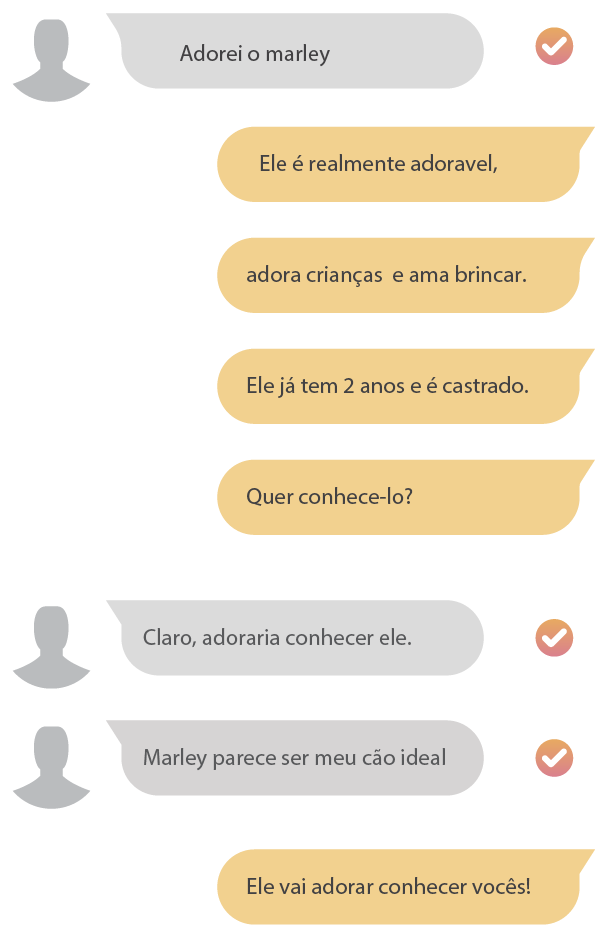 Adorei o marley
Ele é realmente adoravel,
adora crianças e ama brincar.
Ele já tem 2 anos e é castrado.
Quer conhece-lo?
Claro, adoraria conhecer ele.
Marley parece ser meu cão ideal
Ele vai adorar conhecer vocês!